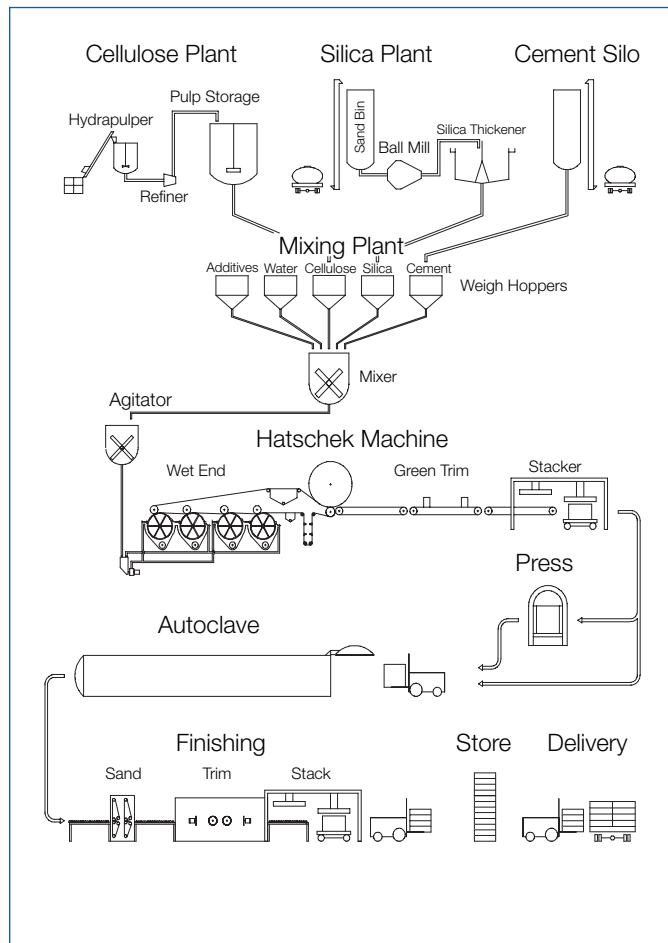 Cellulose Plant
Silica Plant
Cement Silo
Pulp Storage
Hydrapulper
Refiner
Sand Bin
Ball Mill
Silica Thickener
Mixing Plant
Additives
Water
Cellulose
Silica
Cement
Weigh Hoppers
Mixer
Agitator
Hatschek Machine
Wet End
Green Trim
Stacker
Press
Autoclave
Finishing
Store
Delivery
Sand
Trim
Stack